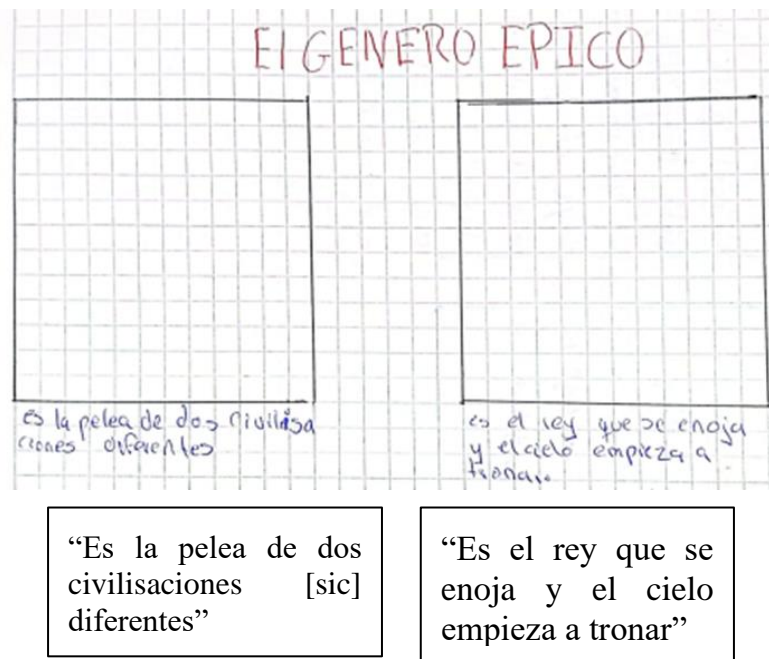 El GENERO EPICO
es la pelea de dos civilisa
ciones diferentes
es el rey que se enoja
y el cielo empieza a
tronar.
“Es la pelea de dos
civilisaciones [sic]
diferentes”
“Es el rey que se
enoja y el cielo
empieza a tronar”